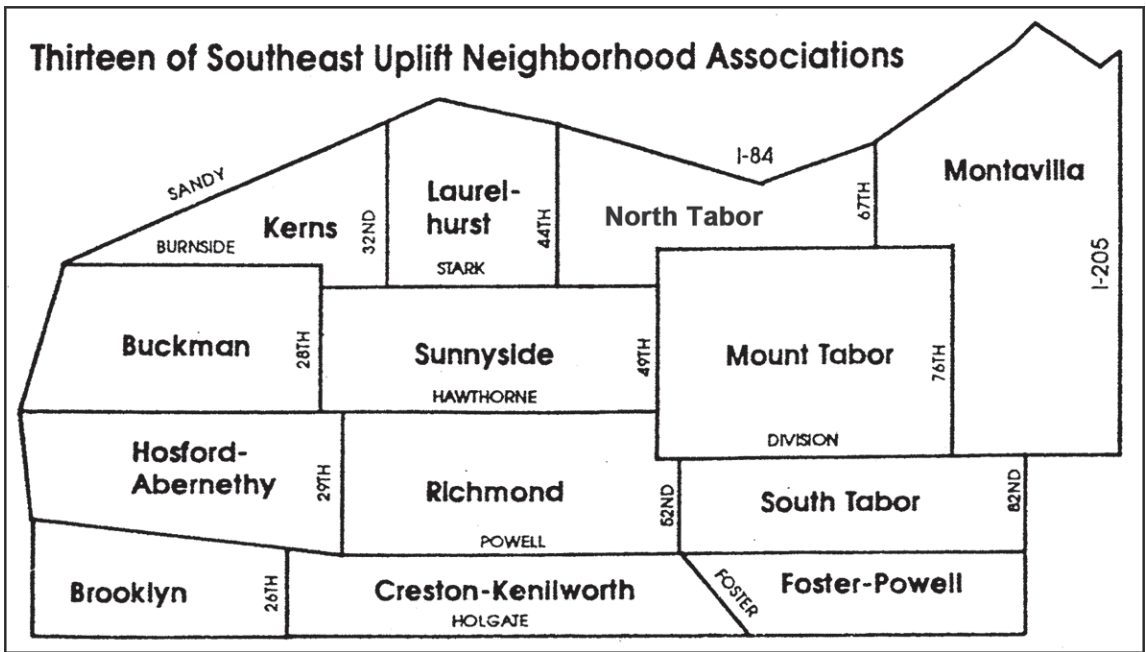 Thirteen of Southeast Uplift Neighborhood Associations
I-84
SANDY
Montavilla
Laurel-
hurst
67TH
Kerns
32ND
44TH
North Tabor
BURNSIDE
STARK
I-205
Buckman
28TH
Sunnyside
49TH
Mount Tabor
76TH
HAWTHORNE
DIVISION
Hosford-
Abernethy
29TH
Richmond
52ND
South Tabor
82ND
POWELL
Brooklyn
26TH
Creston-Kenilworth
FOSTER
Foster-Powell
HOLGATE